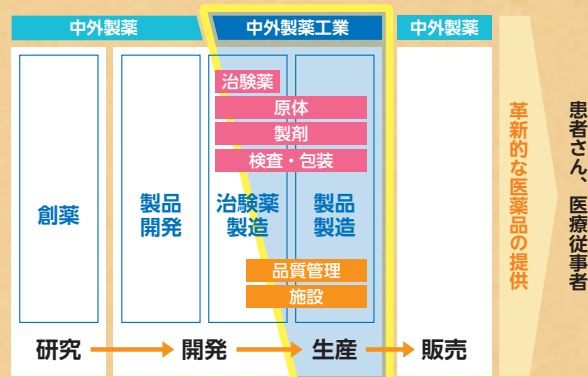 中外製薬
中外製薬工業
中外製薬
治験薬
原体
製剤
検査・包装
創薬
製品
開発
治験薬
製造
製品
製造
品質管理
施設
研究
開発
生産
販売
革新的な医薬品の提供
患者さん、医療従事者